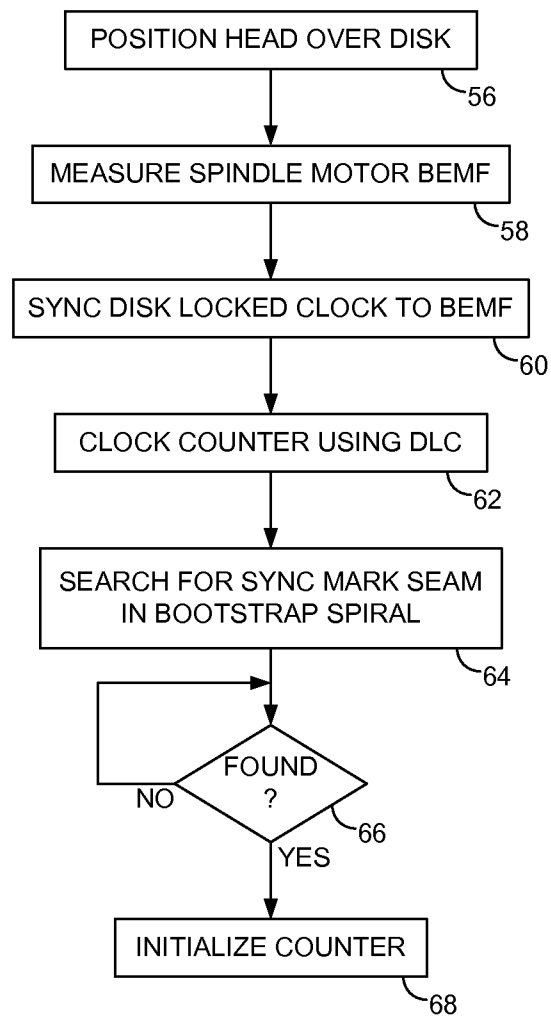 POSITION HEAD OVER DISK
56
MEASURE SPINDLE MOTOR BEMF
58
SYNC DISK LOCKED CLOCK TO BEMF
60
CLOCK COUNTER USING DLC
62
SEARCH FOR SYNC MARK SEAM
IN BOOTSTRAP SPIRAL
64
FOUND
?
NO
66
YES
INITIALIZE COUNTER
68